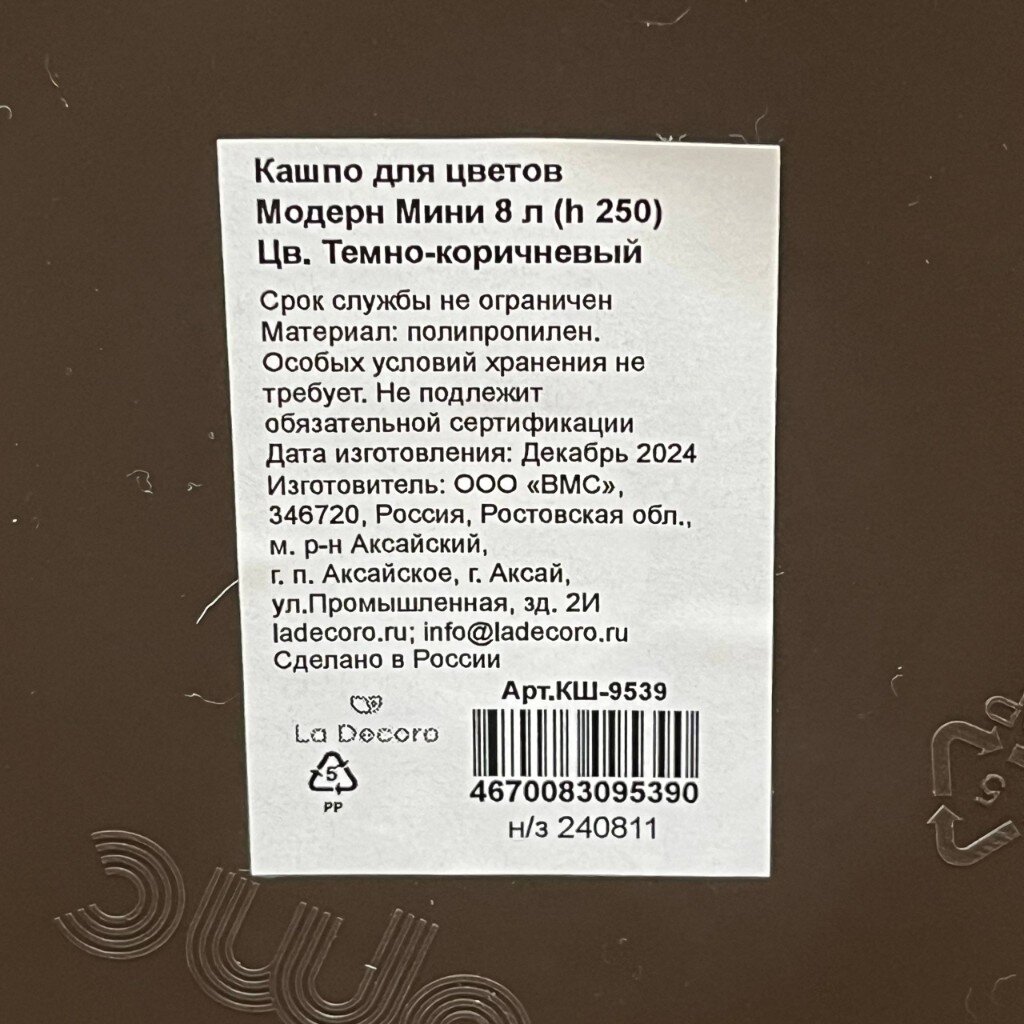 Кашпо для цветов
Модерн Мини 8 л (h 250)
Цв. Темно-коричневый
Срок службы не ограничен
Материал: полипропилен.
Особых условий хранения не
требует. Не подлежит
обязательной сертификации
Дата изготовления: Декабрь 2024
Изготовитель: ООО «ВМС»,
346720, Россия, Ростовская обл.,
м. р-н Аксайский,
г. п. Аксайское, г. Аксай,
ул.Промышленная, зд. 2И
ladecoro.ru; info@ladecoro.ru
Сделано в России
Арт.КШ-9539
La Decoro
5
PP
4670083095390
н/з 240811
5